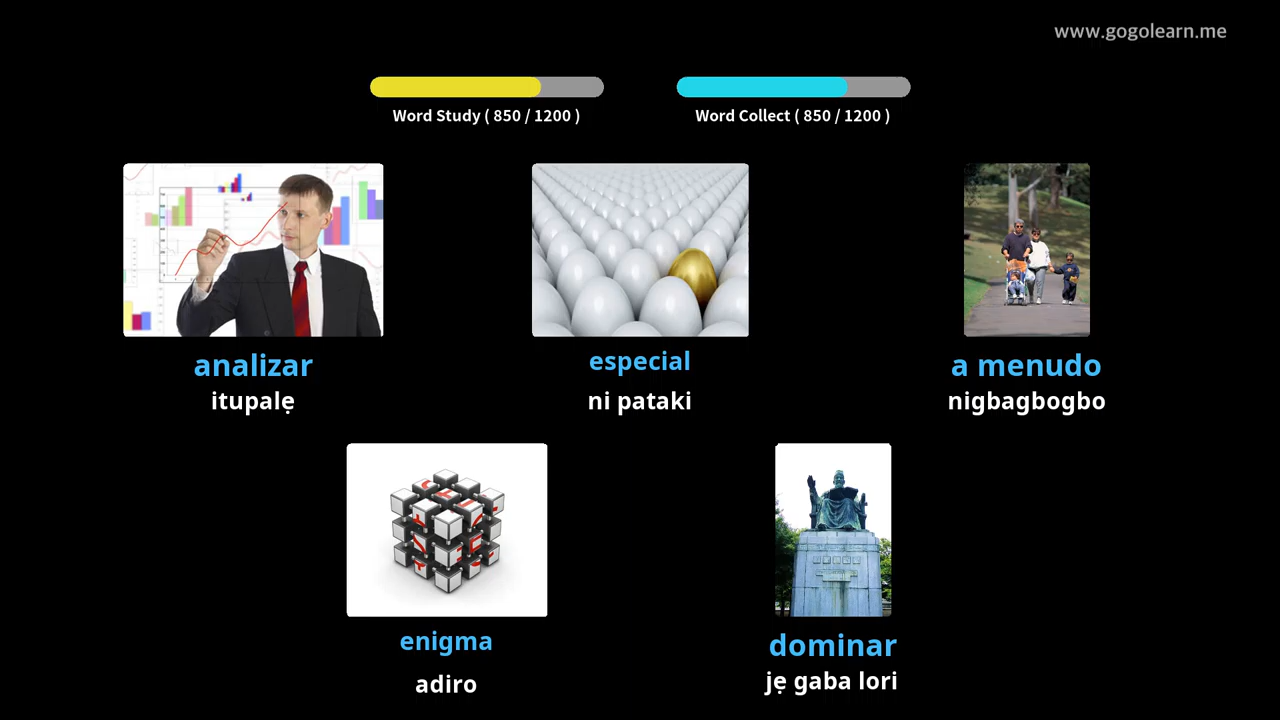 www.gogolearn.me
Word Study ( 850 / 1200 )
Word Collect ( 850 / 1200 )
analizar
itupalẹ
especial
ni pataki
a menudo
nigbagbogbo
enigma
adiro
dominar
jẹ gaba lori